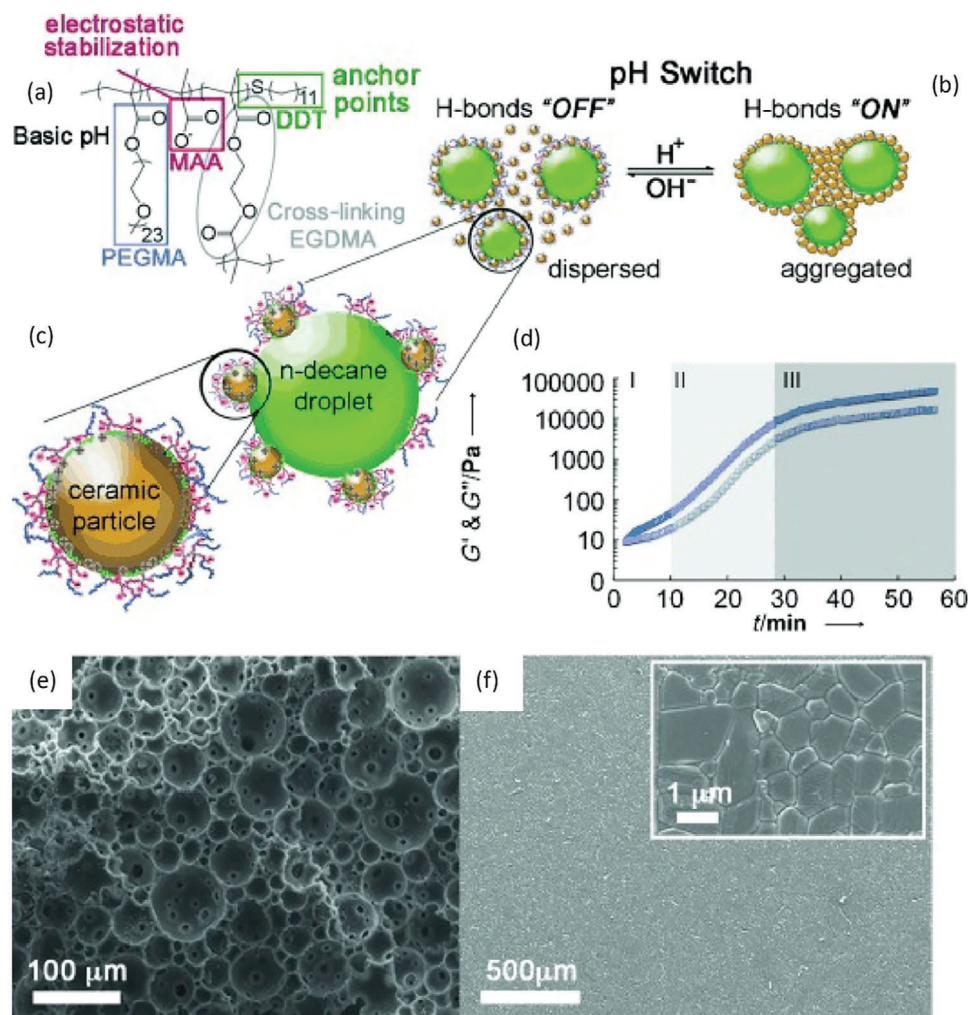 electrostatic
stabilization
(a)
S
11
anchor
points
DDT
Basic pH
O
O
O
O
O
O-
MAA
O
O
23
PEGMA
O
O
Cross-linking
EGDMA
pH Switch
(b)
H-bonds "OFF"
H-bonds "ON"
H+
OH-
dispersed
aggregated
(c)
n-decane
droplet
ceramic
particle
(d)
I II III
100000
10000
1000
100
10
0
G' & G''/Pa
0 10 20 30 40 50 60
t/min
(e)
100 µm
(f)
1 µm
500µm